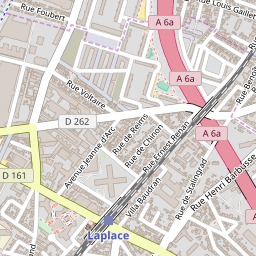 Rue Foubert
Rue Louis Gaillet
A 6a
A 6a
Rue Voltaire
D 262
Rue de Reims
Rue de Chinon
Rue Ernest Renan
A 6a
Avenue Jeanne d'Arc
D 161
Rue de Stalingrad
Rue Henri Barbusse
Villa Baudran
Laplace